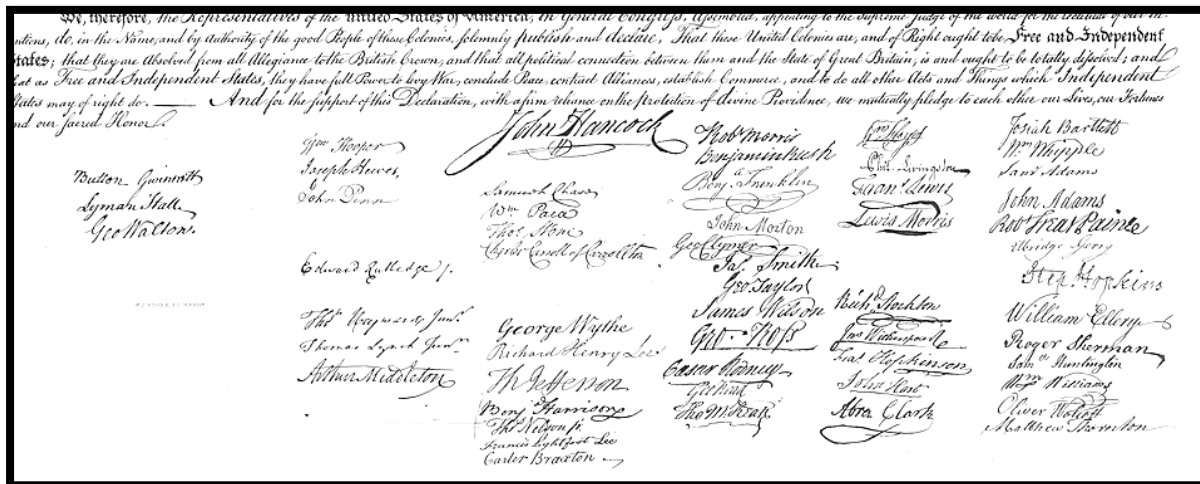 We, therefore, the Representatives of the united States of America, in General Congress, Assembled, appealing to the Supreme Judge of the world for the rectitude of our in-
tentions, do, in the Name, and by Authority of the good People of these Colonies, solemnly publish and declare, That these United Colonies are, and of Right ought to be Free and Independent
States; that they are Absolved from all Allegiance to the British Crown, and that all political connection between them and the State of Great Britain, is and ought to be totally dissolved; and
that as Free and Independent States, they have full Power to levy War, conclude Peace, contract Alliances, establish Commerce, and to do all other Acts and Things which Independent
States may of right do. — And for the support of this Declaration, with a firm reliance on the protection of divine Providence, we mutually pledge to each other our Lives, our Fortunes
and our sacred Honor.
Button Gwinnett
Lyman Hall
Geo Walton.
Wm Hooper
Joseph Hewes,
John Penn
Edward Rutledge /.
Thos Heyward Junr.
Thomas Lynch Junr.
Arthur Middleton
John Hancock
Samuel Chase
Wm Paca
Thos Stone
Charles Carroll of Carrollton
George Wythe
Richard Henry Lee
Th Jefferson
Benj Harrison
Thos Nelson jr.
Francis Lightfoot Lee
Carter Braxton
Robt Morris
Benjamin Rush
Benj. Franklin
John Morton
Geo Clymer
Jas. Smith
Geo. Taylor
James Wilson
Geo. Ross
Caesar Rodney
Geo Read
Tho M:Kean
Wm Floyd
Phil. Livingston
Frans. Lewis
Lewis Morris
Richd. Stockton
Jno Witherspoon
Fras. Hopkinson
John Hart
Abra Clark
Josiah Bartlett
Wm Whipple
Saml Adams
John Adams
Robt Treat Paine
Elbridge Gerry
Step. Hopkins
William Ellery
Roger Sherman
Samel Huntington
Wm Williams
Oliver Wolcott
Matthew Thornton